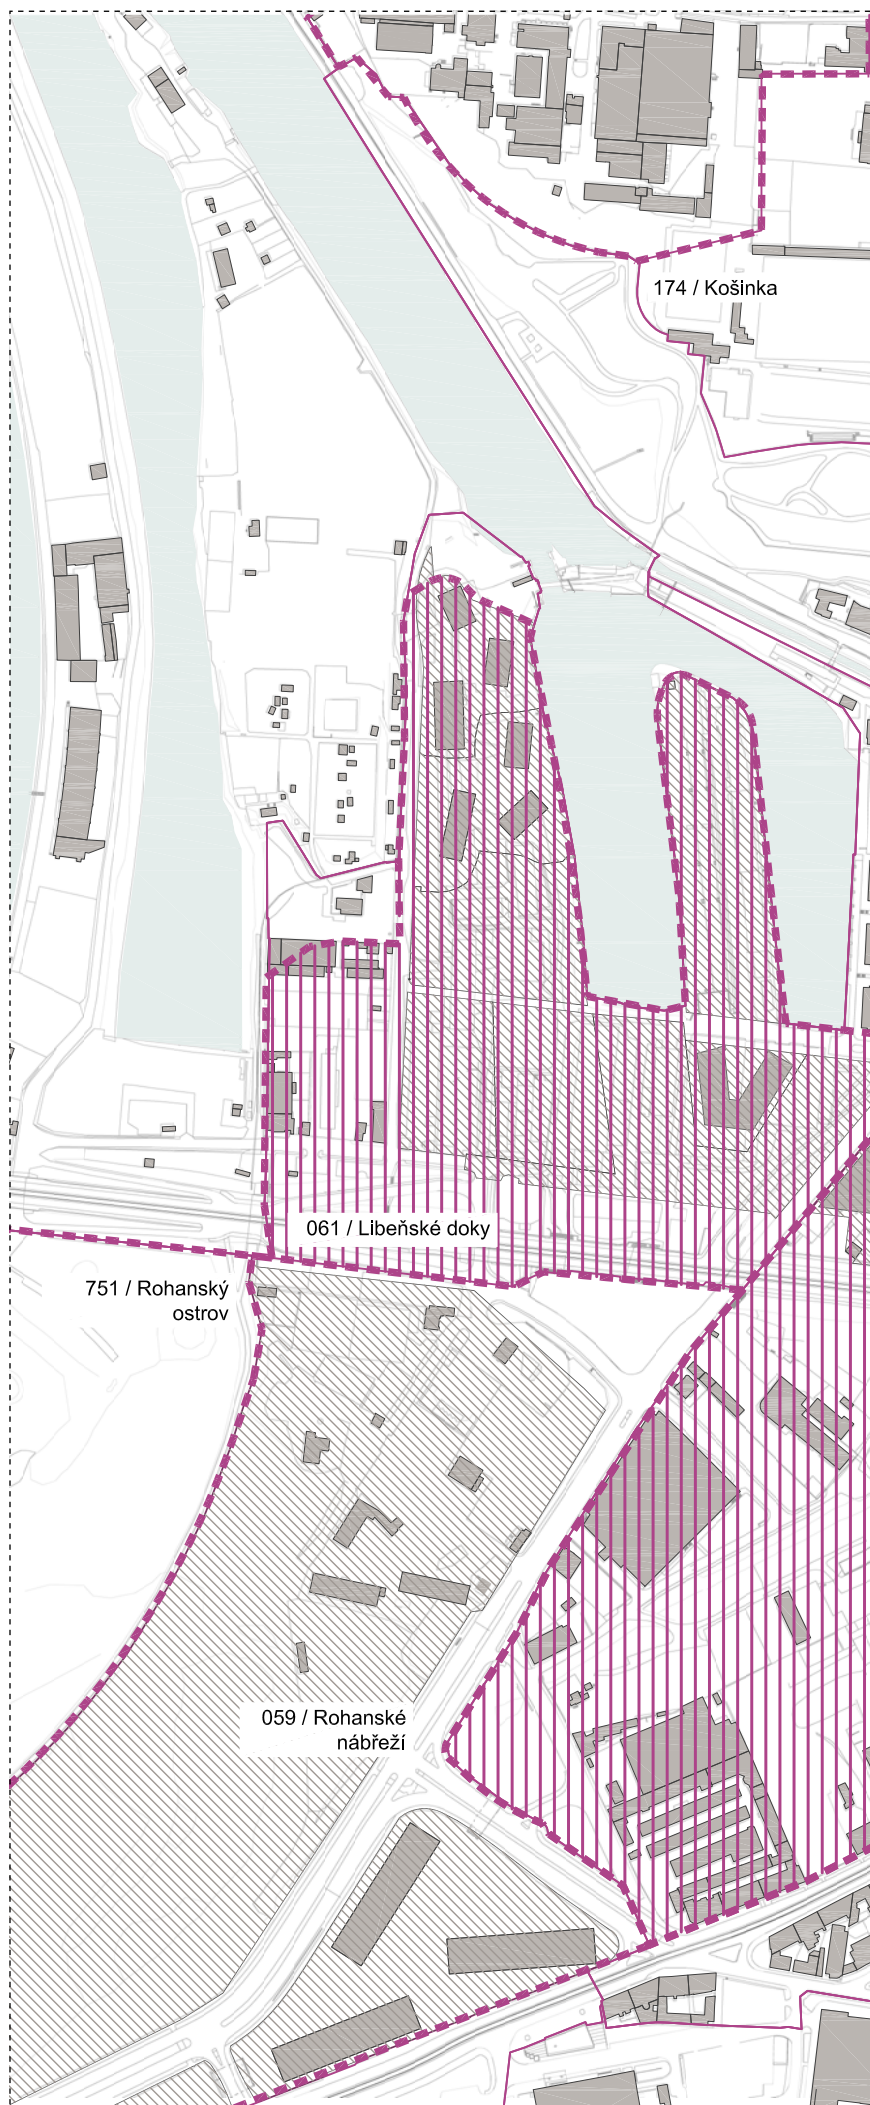 174 / Košinka
061 / Libeňské doky
751 / Rohanský
ostrov
059 / Rohanské
nábřeží